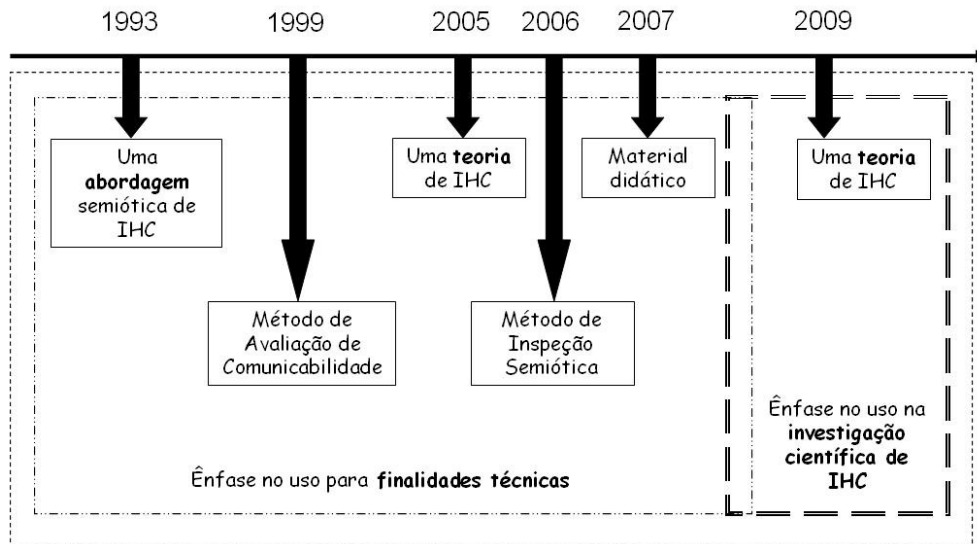 1993
1999
2005
2006
2007
2009
Uma
abordagem
semiótica de
IHC
Uma teoria
de IHC
Material
didático
Uma teoria
de IHC
Método de
Avaliação de
Comunicabilidade
Método de
Inspeção
Semiótica
Ênfase no uso na
investigação
científica de
IHC
Ênfase no uso para finalidades técnicas